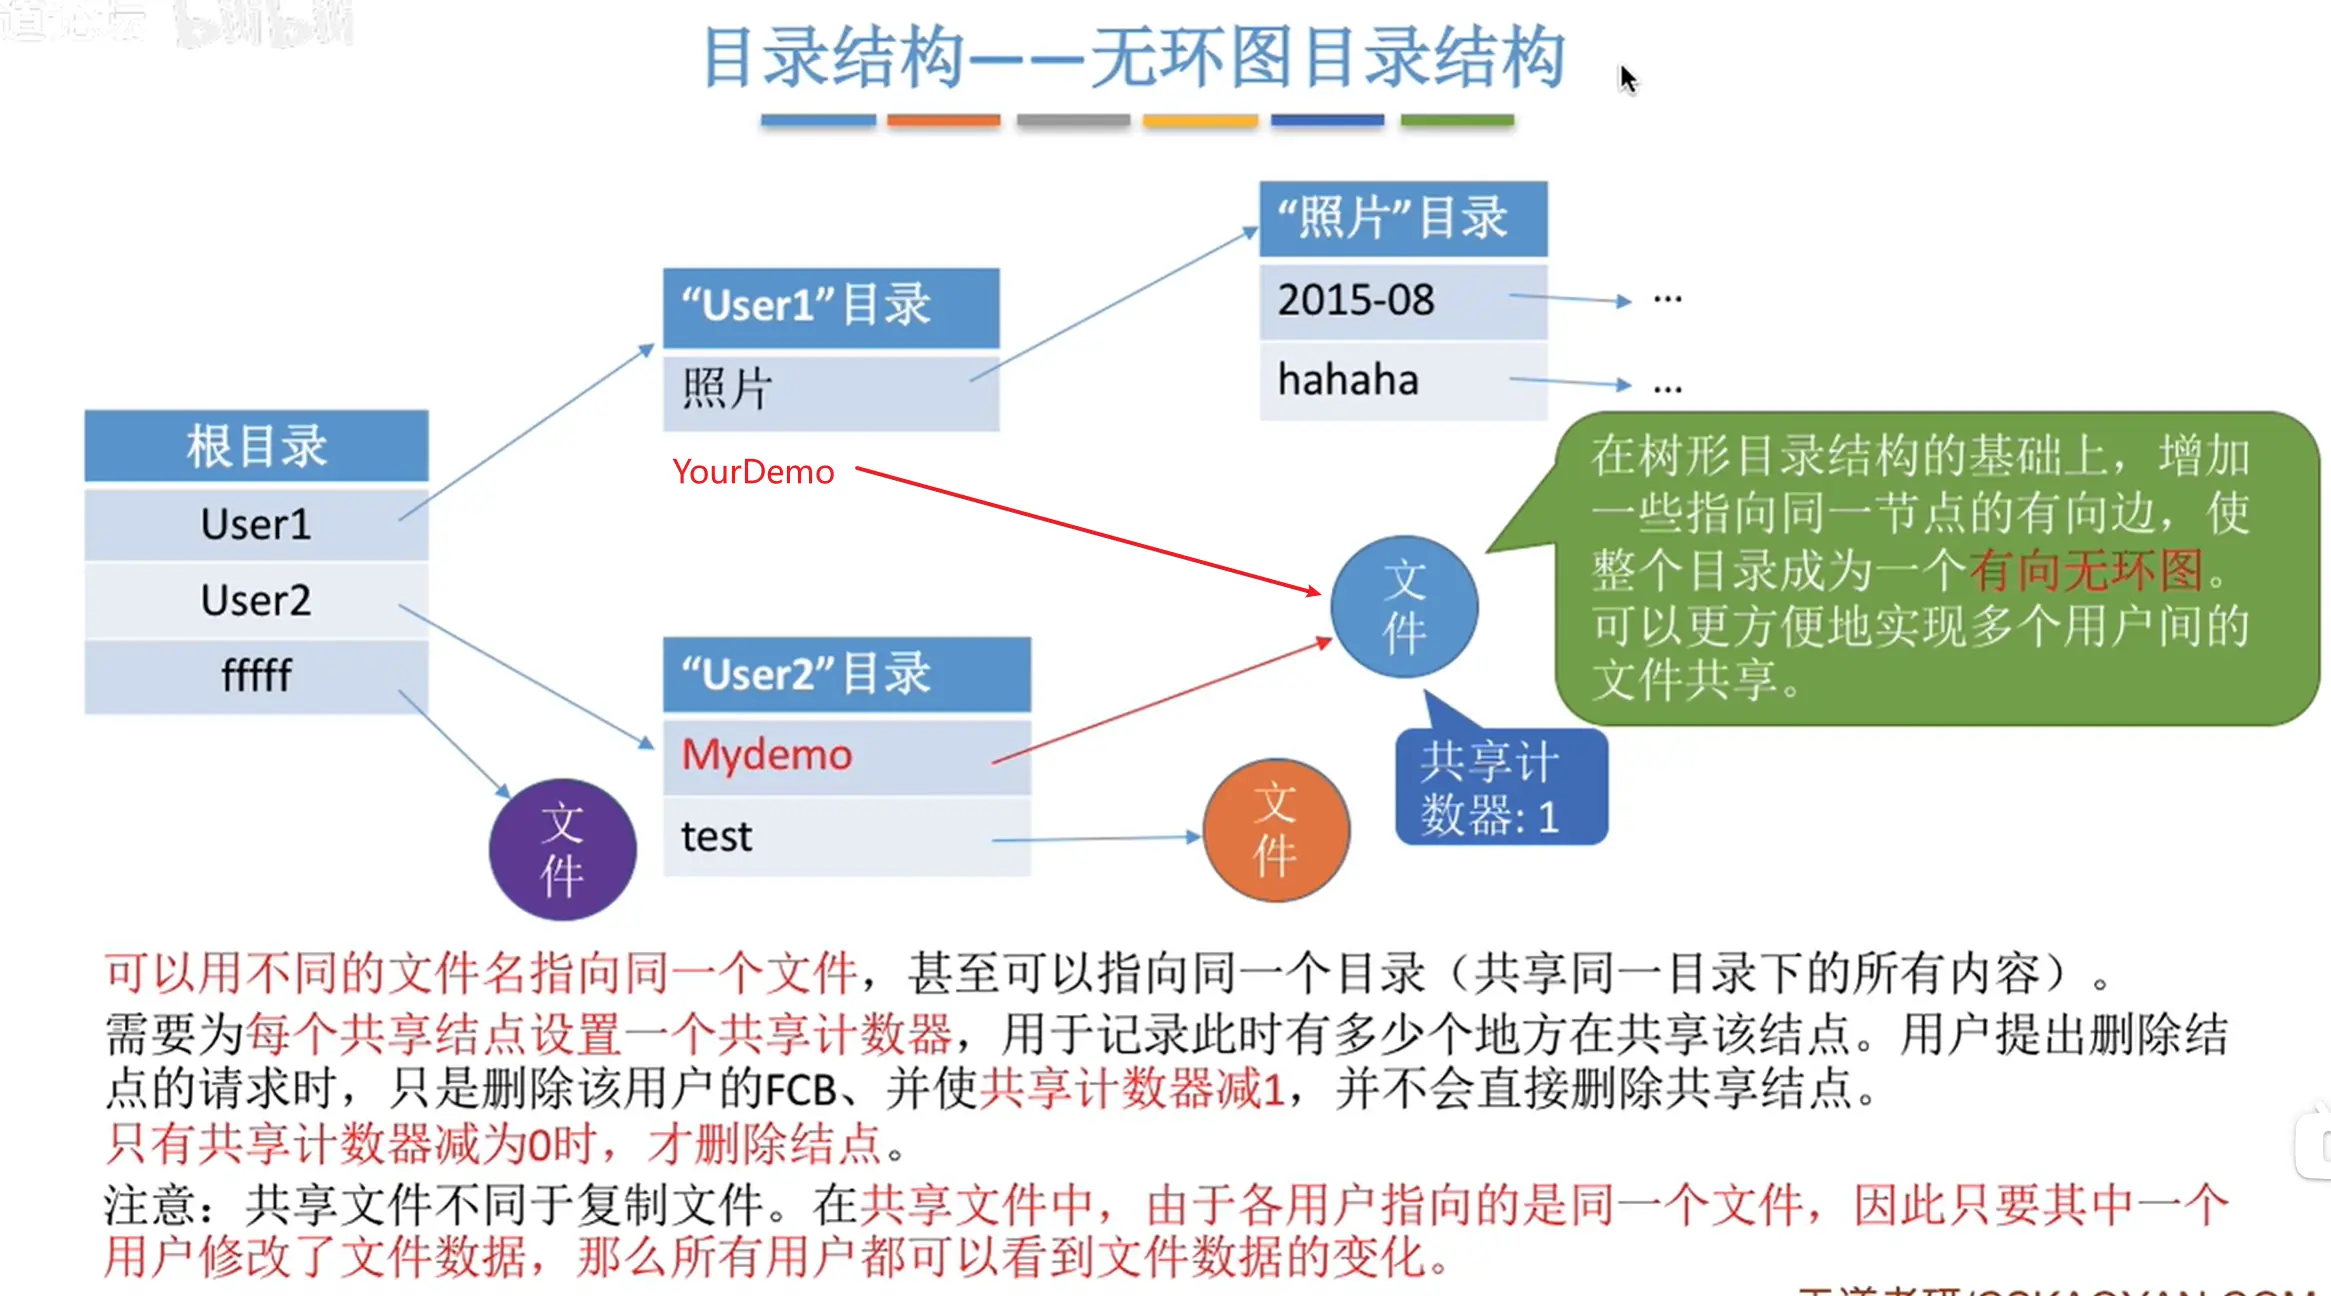 bilibili
目录结构——无环图目录结构
“照片”目录
2015-08
...
hahaha
...
“User1”目录
照片
YourDemo
根目录
User1
User2
fffff
文件
“User2”目录
Mydemo
test
文件
文件
共享计
数器: 1
在树形目录结构的基础上，增加
一些指向同一节点的有向边，使
整个目录成为一个有向无环图。
可以更方便地实现多个用户间的
文件共享。
可以用不同的文件名指向同一个文件，甚至可以指向同一个目录（共享同一目录下的所有内容）。
需要为每个共享结点设置一个共享计数器，用于记录此时有多少个地方在共享该结点。用户提出删除结
点的请求时，只是删除该用户的FCB、并使共享计数器减1，并不会直接删除共享结点。
只有共享计数器减为0时，才删除结点。
注意：共享文件不同于复制文件。在共享文件中，由于各用户指向的是同一个文件，因此只要其中一个
用户修改了文件数据，那么所有用户都可以看到文件数据的变化。
王道考研/CSKAOYAN.COM